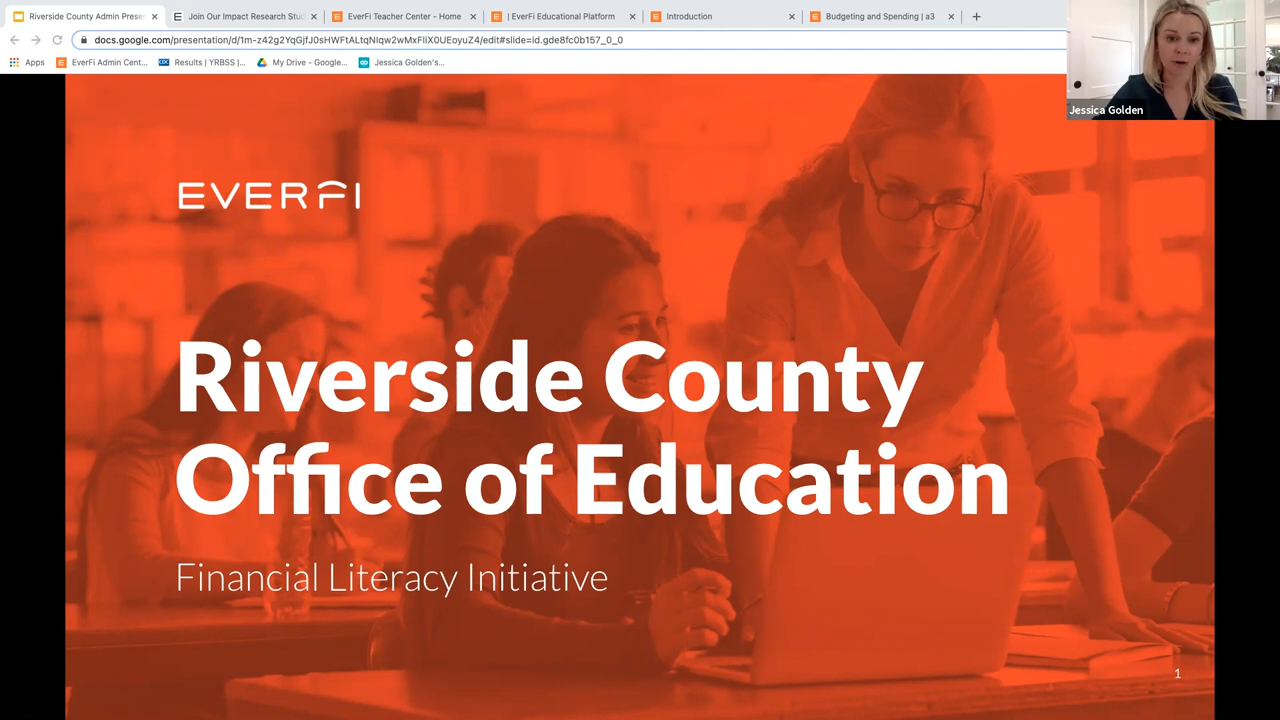 Riverside County Admin Presen
Join Our Impact Research Stud
EverFi Teacher Center - Home
| EverFi Educational Platform
Introduction
Budgeting and Spending | a3
docs.google.com/presentation/d/1m-z42g2YqGjfJ0sHWFtALtqNIqw2wMxFIiX0UEoyuZ4/edit#slide=id.gde8fc0b157_0_0
Apps
EverFi Admin Cent...
Results | YRBSS |...
My Drive - Google...
Jessica Golden's...
Jessica Golden
EVERFI
Riverside County
Office of Education
Financial Literacy Initiative
1